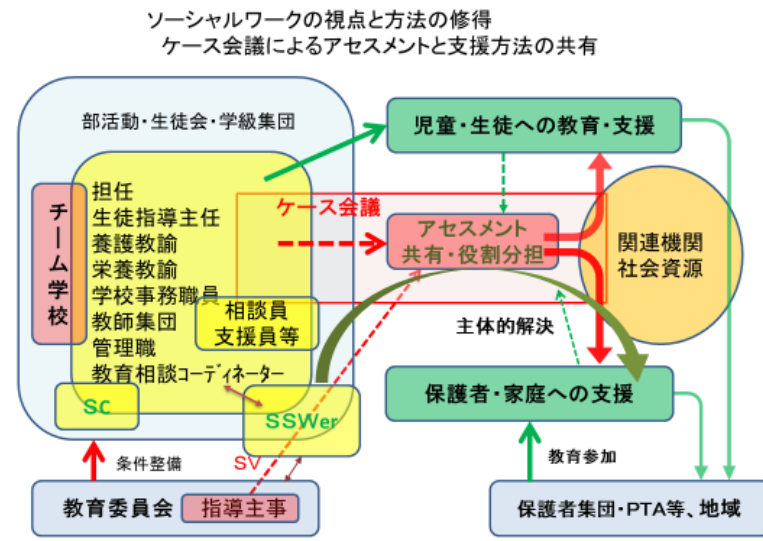 ソーシャルワークの視点と方法の修得
ケース会議によるアセスメントと支援方法の共有
部活動・生徒会・学級集団
チーム学校
担任
生徒指導主任
養護教諭
栄養教諭
学校事務職員
教師集団
管理職
教育相談コーディネーター
相談員
支援員等
SC
SSWer
ケース会議
アセスメント
共有・役割分担
児童・生徒への教育・支援
関連機関
社会資源
主体的解決
保護者・家庭への支援
条件整備
SV
教育参加
教育委員会
指導主事
保護者集団・PTA等、地域